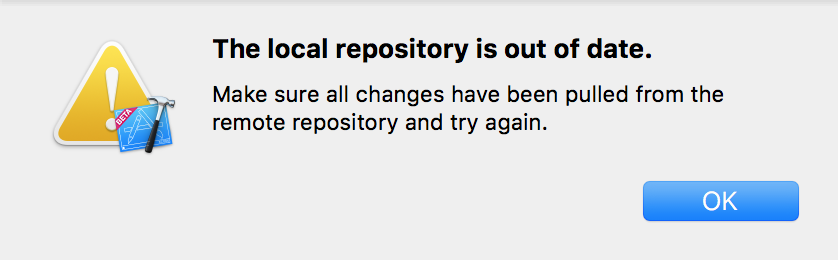 The local repository is out of date.
Make sure all changes have been pulled from the
remote repository and try again.
BETA
OK